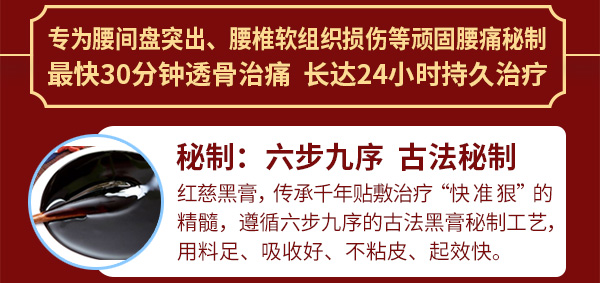 专为腰间盘突出、腰椎软组织损伤等顽固腰痛秘制
最快30分钟透骨治痛 长达24小时持久治疗
秘制：六步九序 古法秘制
红慈黑膏，传承千年贴敷治疗“快准狠”的
精髓，遵循六步九序的古法黑膏秘制工艺，
用料足、吸收好、不粘皮、起效快。